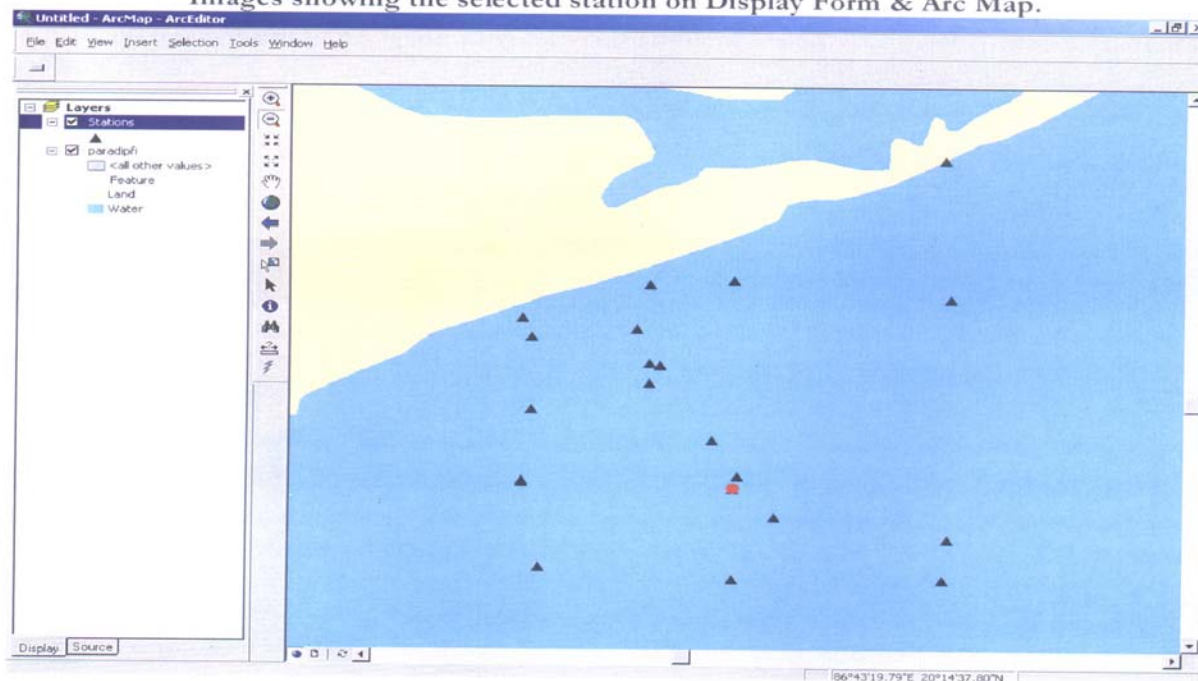 Images showing the selected station on Display Form & Arc Map.
Untitled - ArcMap - ArcEditor
File Edit View Insert Selection Tools Window Help
Layers
Stations
paradipfi
<all other values>
Feature
Land
Water
Display Source
86°43'19.79"E 20°14'37.80"N